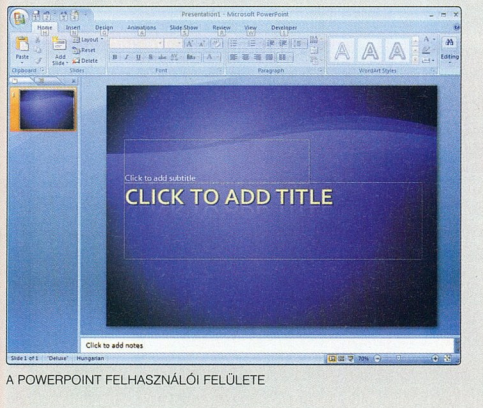 Presentation1 - Microsoft PowerPoint
Home Insert Design Animations Slide Show Review View Developer
Paste
Add Slide
Layout
Reset
Delete
Editing
Clipboard Slides Font Paragraph WordArt Styles
Click to add subtitle
CLICK TO ADD TITLE
Click to add notes
Slide 1 of 1 "Deluxe" Hungarian 70%
A POWERPOINT FELHASZNÁLÓI FELÜLETE